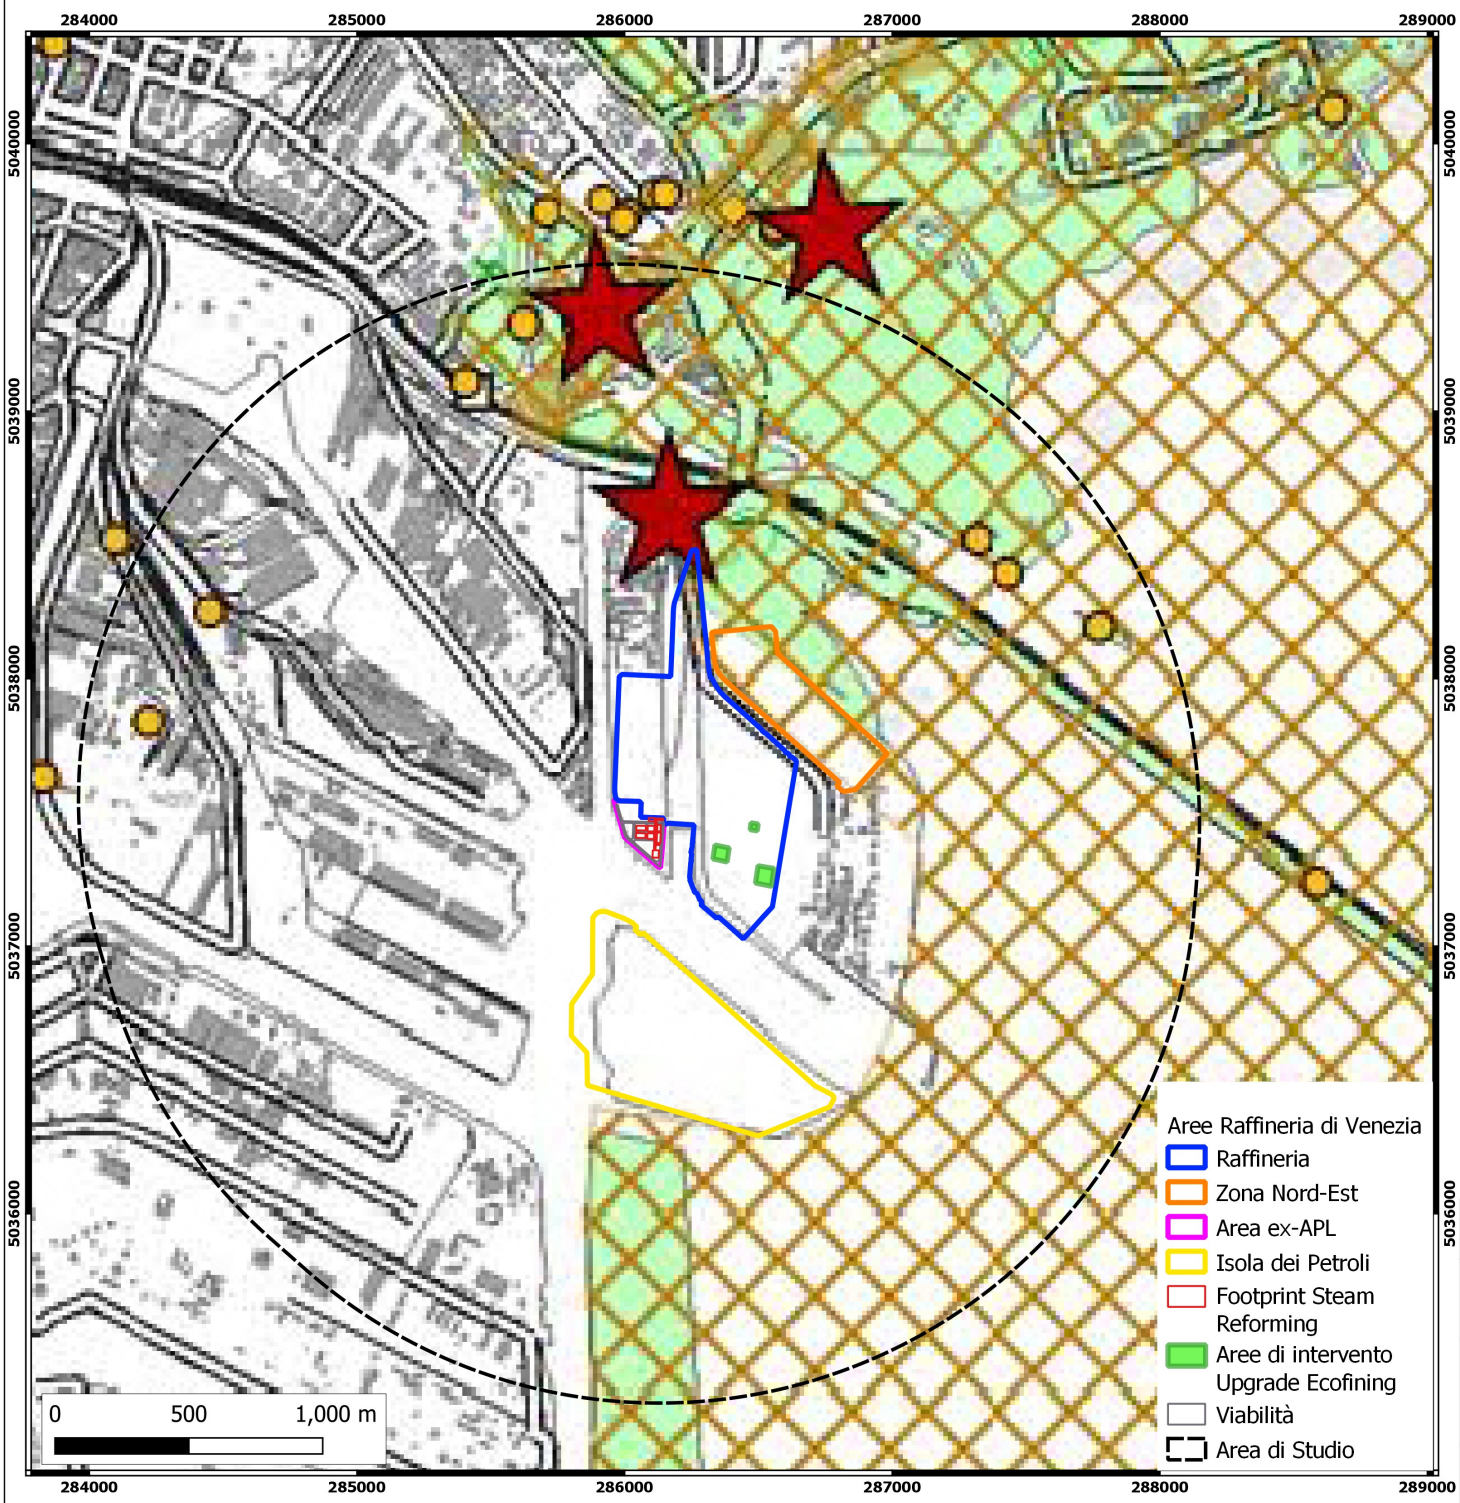 284000 285000 286000 287000 288000 289000
5040000 5040000
5039000 5039000
5038000 5038000
5037000 5037000
5036000 5036000
Aree Raffineria di Venezia
Raffineria
Zona Nord-Est
Area ex-APL
Isola dei Petroli
Footprint Steam
Reforming
Aree di intervento
Upgrade Ecofining
Viabilità
Area di Studio
0 500 1,000 m
284000 285000 286000 287000 288000 289000